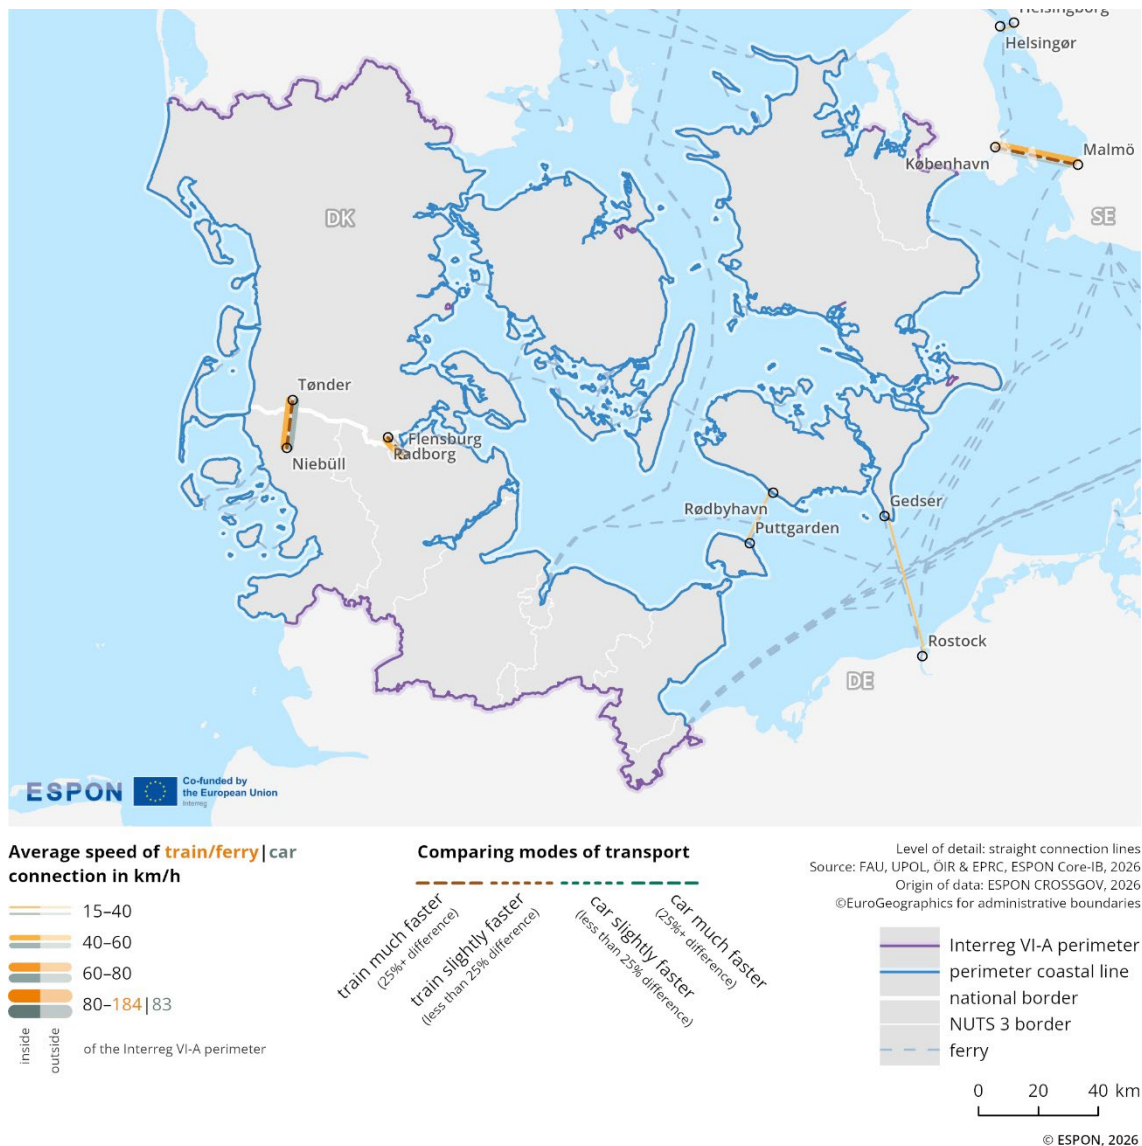 Helsingborg
Helsingør
København
Malmö
DK
SE
Tønder
Flensburg
Rødborg
Niebüll
Rødbyhavn
Gedser
Puttgarden
Rostock
DE
ESPON
Co-funded by
the European Union
Interreg
Average speed of train/ferry|car
connection in km/h
15–40
40–60
60–80
80–184|83
inside
outside
of the Interreg VI-A perimeter
Comparing modes of transport
train much faster
(25%+ difference)
train slightly faster
(less than 25% difference)
car slightly faster
(less than 25% difference)
car much faster
(25%+ difference)
Level of detail: straight connection lines
Source: FAU, UPOL, ÖIR & EPRC, ESPON Core-IB, 2026
Origin of data: ESPON CROSSGOV, 2026
©EuroGeographics for administrative boundaries
Interreg VI-A perimeter
perimeter coastal line
national border
NUTS 3 border
ferry
0 20 40 km
© ESPON, 2026